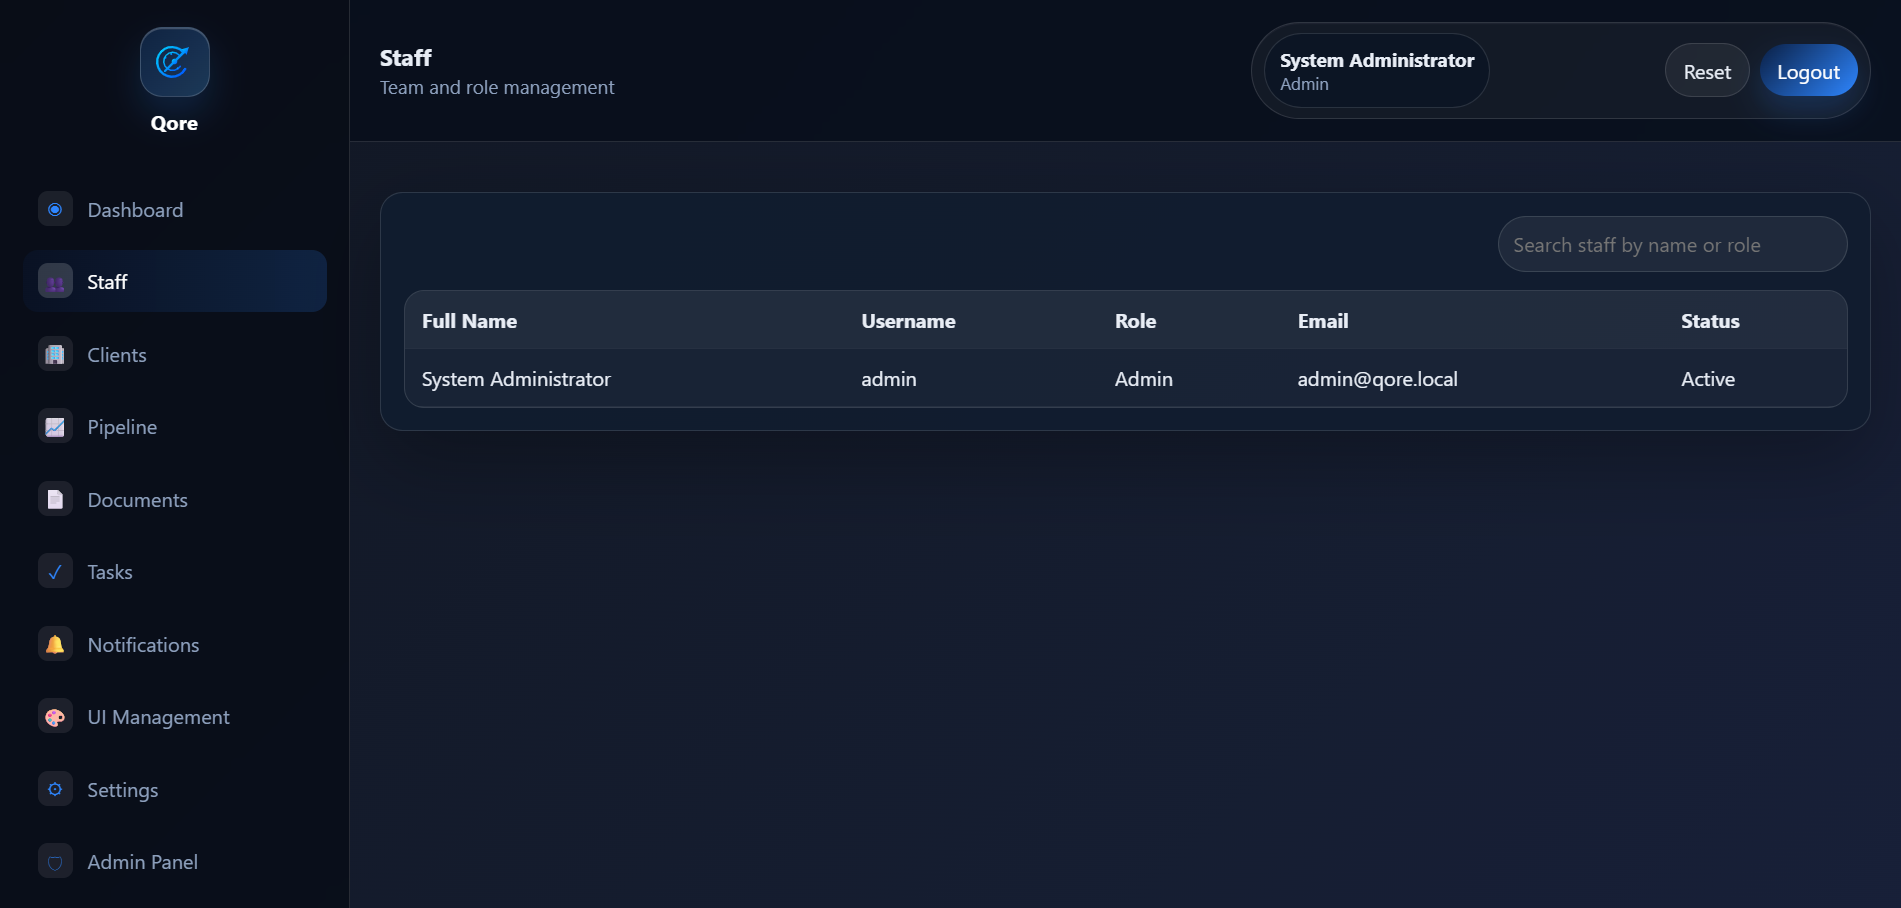 Qore
Dashboard
Staff
Clients
Pipeline
Documents
Tasks
Notifications
UI Management
Settings
Admin Panel
Staff
Team and role management
System Administrator
Admin
Reset
Logout
Search staff by name or role
Full Name Username Role Email Status
System Administrator admin Admin admin@qore.local Active